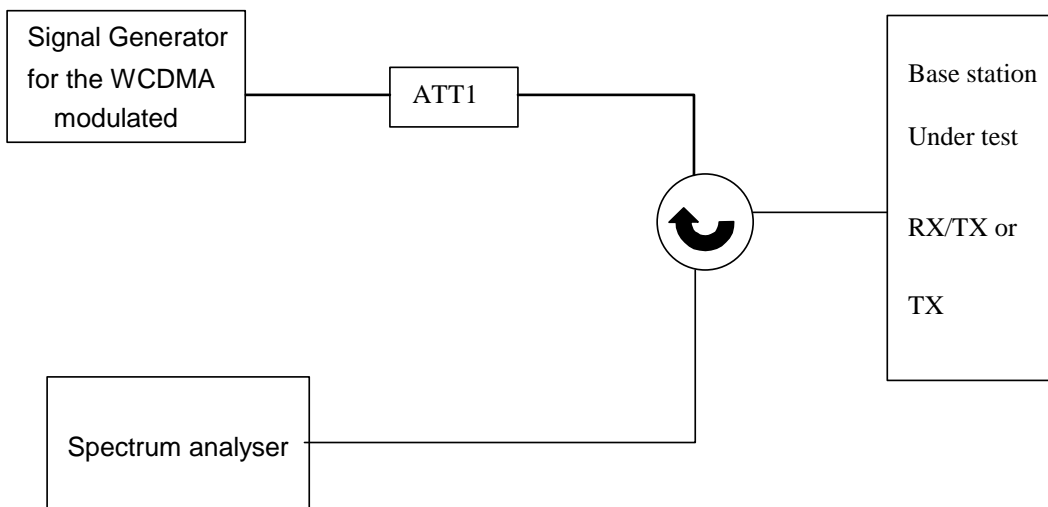 Signal Generator
for the WCDMA
modulated
ATT1
Base station
Under test
RX/TX or
TX
Spectrum analyser